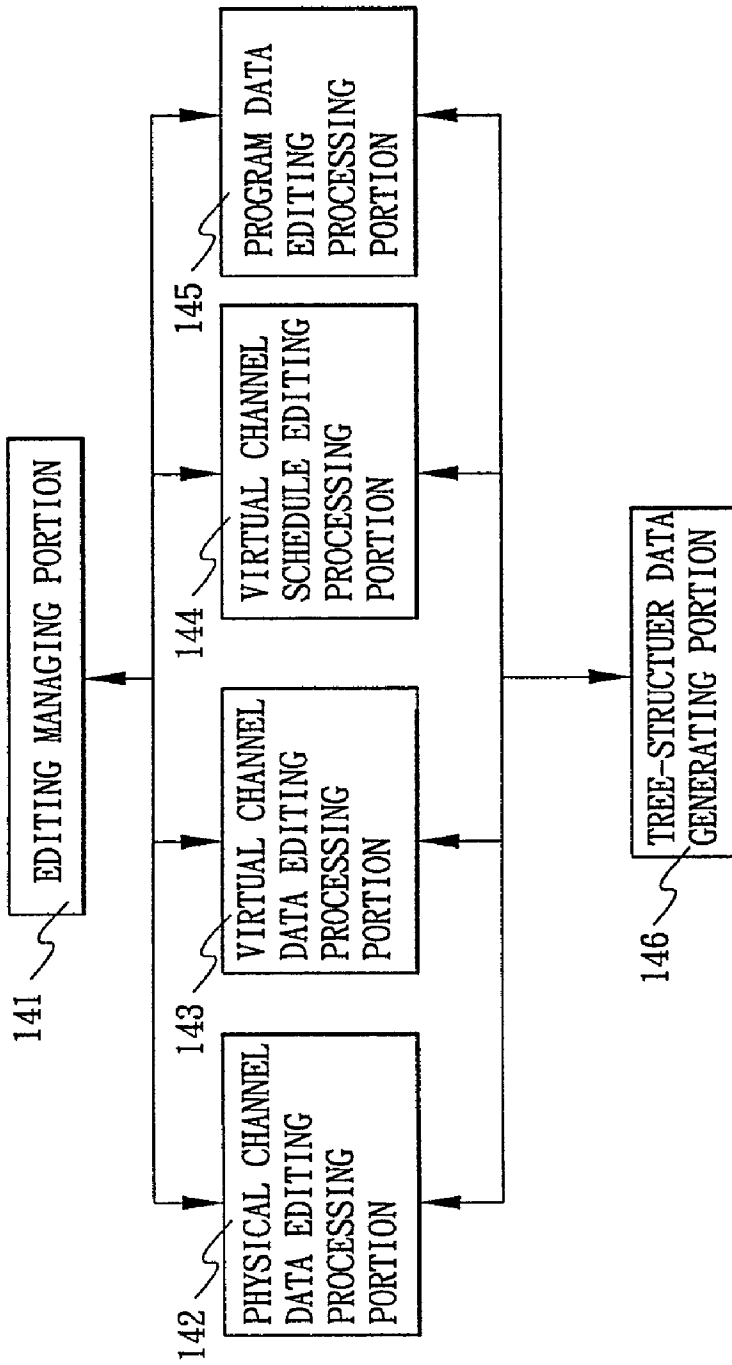 141
EDITING MANAGING PORTION
142
PHYSICAL CHANNEL
DATA EDITING
PROCESSING
PORTION
143
VIRTUAL CHANNEL
DATA EDITING
PROCESSING
PORTION
144
VIRTUAL CHANNEL
SCHEDULE EDITING
PROCESSING
PORTION
145
PROGRAM DATA
EDITING
PROCESSING
PORTION
146
TREE-STRUCTUER DATA
GENERATING PORTION